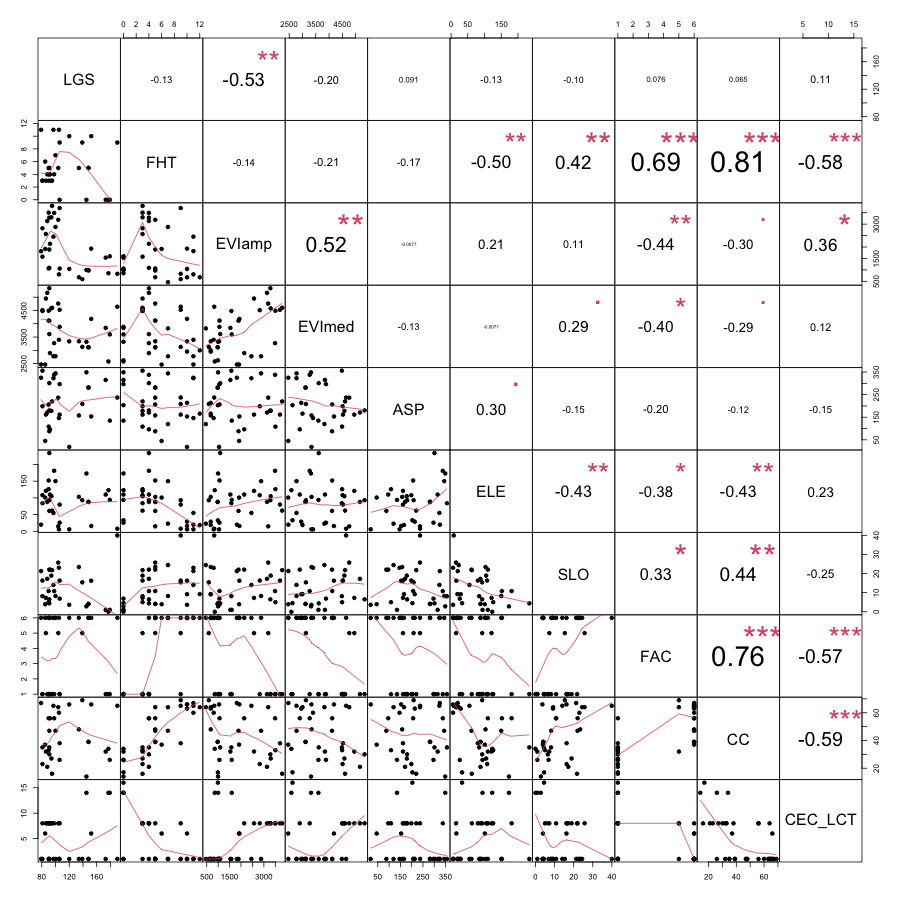 0 2 4 6 8 12 2500 3500 4500 0 50 150 1 2 3 4 5 6 5 10 15
LGS -0.13 ** -0.53 -0.20 0.091 -0.13 -0.10 0.076 0.065 0.11 80 120 160
0 2 4 6 8 12 FHT -0.14 -0.21 -0.17 ** -0.50 ** 0.42 *** 0.69 *** 0.81 *** -0.58
EVIamp ** 0.52 -0.0077 0.21 0.11 ** -0.44 . -0.30 * 0.36 500 1500 3000
2500 3500 4500 EVImed -0.13 -0.0071 . 0.29 * -0.40 . -0.29 0.12
ASP . 0.30 -0.15 -0.20 -0.12 -0.15 50 150 250 350
0 50 150 ELE ** -0.43 * -0.38 ** -0.43 0.23
SLO * 0.33 ** 0.44 -0.25 0 10 20 30 40
1 2 3 4 5 6 FAC *** 0.76 *** -0.57
CC *** -0.59 20 40 60
5 10 15 CEC_LCT
80 120 160 500 1500 3000 50 150 250 350 0 10 20 30 40 20 40 60